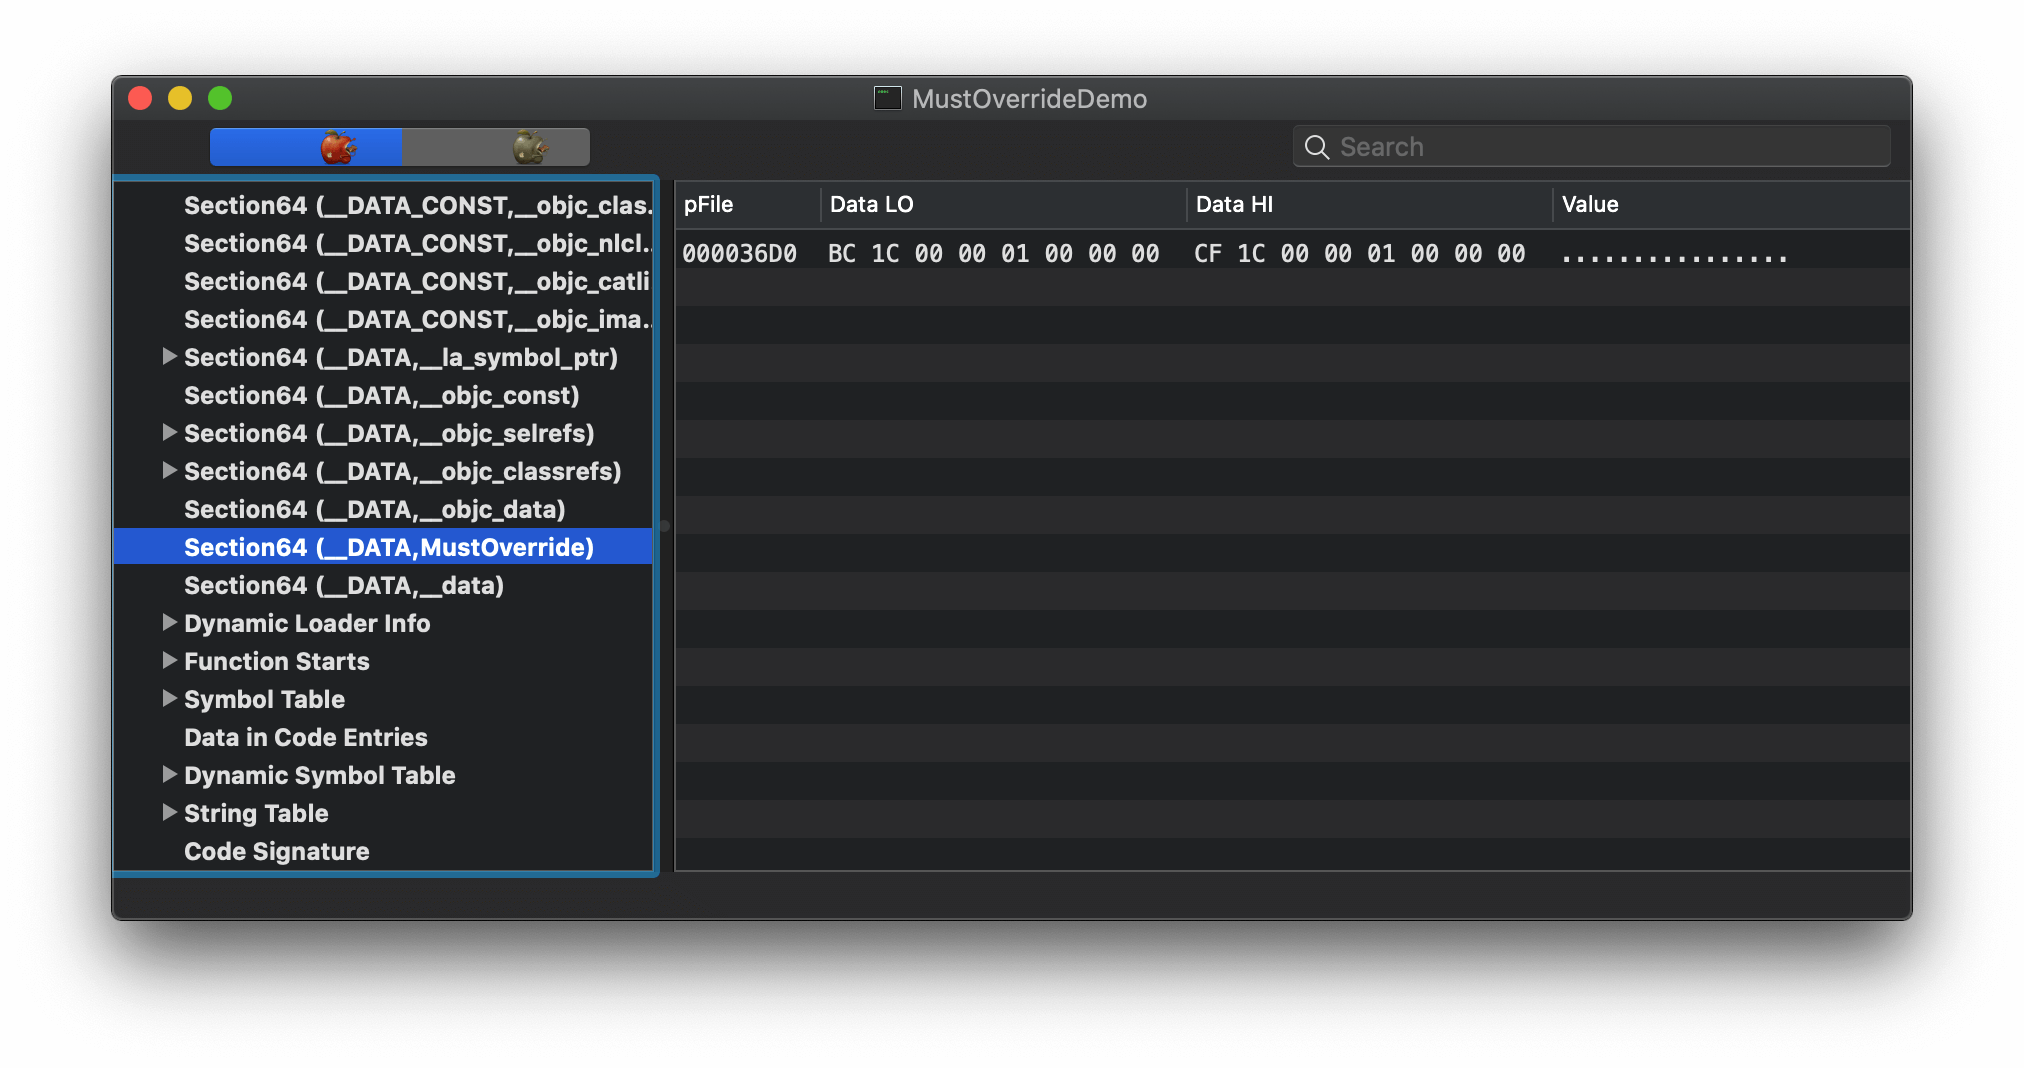 MustOverrideDemo
Search
Section64 (__DATA_CONST,__objc_clas...
Section64 (__DATA_CONST,__objc_nlcl...
Section64 (__DATA_CONST,__objc_catli
Section64 (__DATA_CONST,__objc_ima...
Section64 (__DATA,__la_symbol_ptr)
Section64 (__DATA,__objc_const)
Section64 (__DATA,__objc_selrefs)
Section64 (__DATA,__objc_classrefs)
Section64 (__DATA,__objc_data)
Section64 (__DATA,MustOverride)
Section64 (__DATA,__data)
Dynamic Loader Info
Function Starts
Symbol Table
Data in Code Entries
Dynamic Symbol Table
String Table
Code Signature
pFile Data LO Data HI Value
000036D0 BC 1C 00 00 01 00 00 00 CF 1C 00 00 01 00 00 00 ................